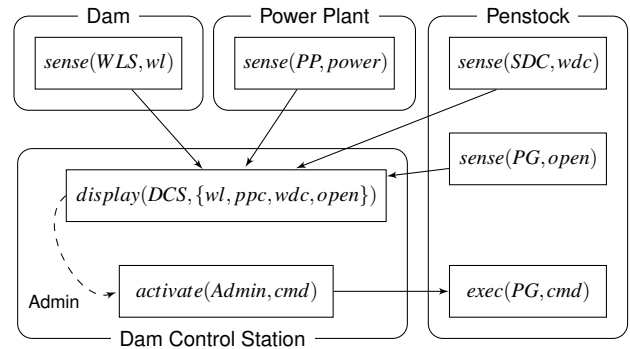 Dam
Power Plant
Penstock
sense(WLS,wl)
sense(PP,power)
sense(SDC,wdc)
sense(PG,open)
display(DCS,{wl,ppc,wdc,open})
Admin
activate(Admin,cmd)
exec(PG,cmd)
Dam Control Station